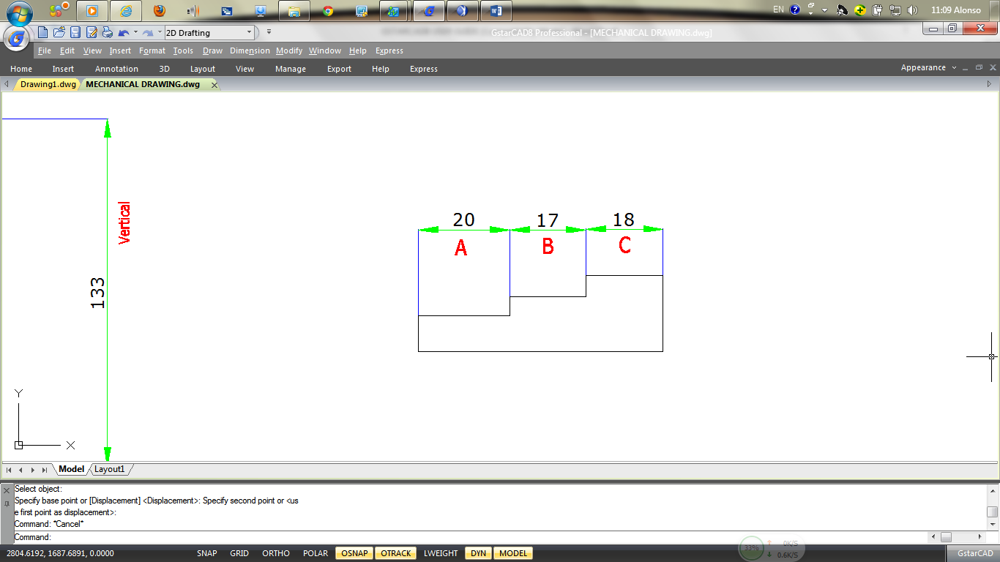 EN 11:09 Alonso
2D Drafting GstarCAD8 Professional - [MECHANICAL DRAWING.dwg]
File Edit View Insert Format Tools Draw Dimension Modify Window Help Express
Home Insert Annotation 3D Layout View Manage Export Help Express Appearance
Drawing1.dwg MECHANICAL DRAWING.dwg
20 17 18
A B C
Vertical
133
Y
X
Model Layout1
Select object:
Specify base point or [Displacement] <Displacement>: Specify second point or <us
e first point as displacement>:
Command: *Cancel*
Command:
2804.6192, 1687.6891, 0.0000 SNAP GRID ORTHO POLAR OSNAP OTRACK LWEIGHT DYN MODEL GstarCAD
33% 0K/S
0.6K/S